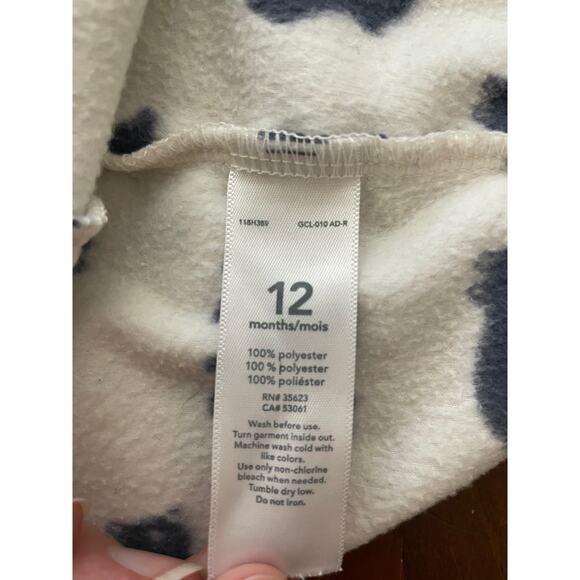 118H389 GCL-010 AD-R
12
months/mois
100% polyester
100 % polyester
100% poliéster
RN# 35623
CA# 53061
Wash before use.
Turn garment inside out.
Machine wash cold with
like colors.
Use only non-chlorine
bleach when needed.
Tumble dry low.
Do not iron.